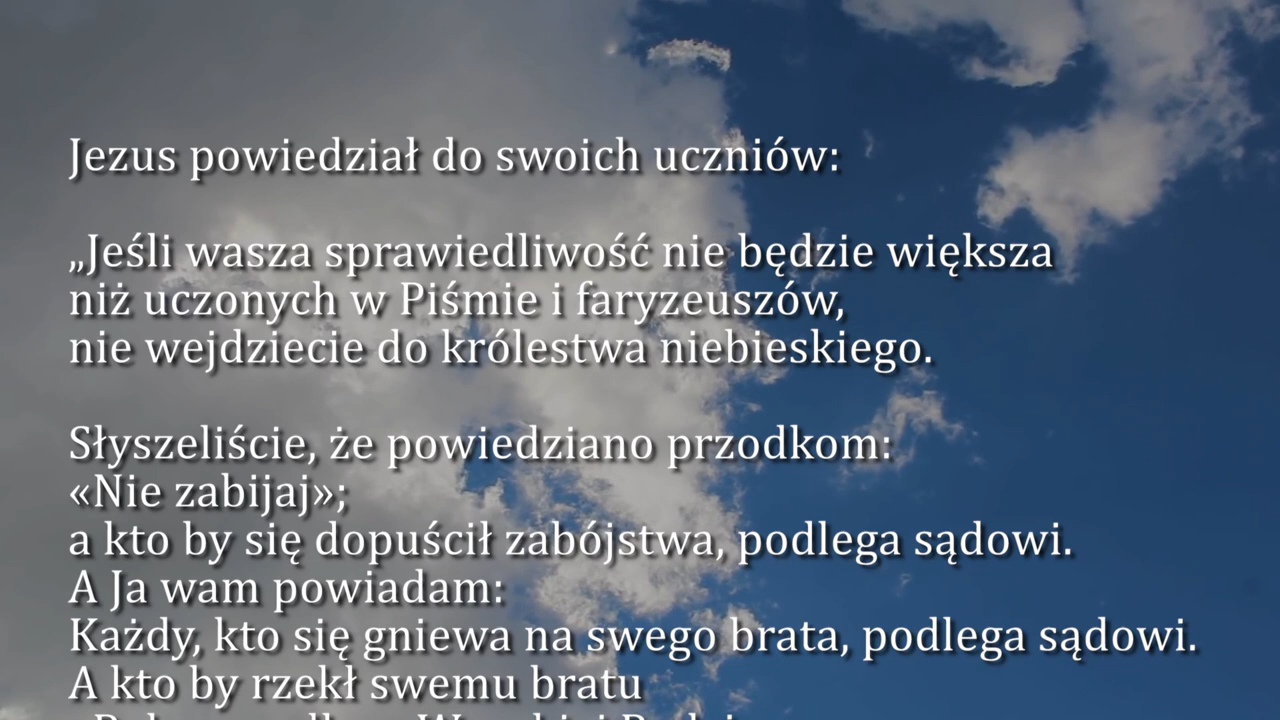 Jezus powiedział do swoich uczniów:
„Jeśli wasza sprawiedliwość nie będzie większa
niż uczonych w Piśmie i faryzeuszów,
nie wejdziecie do królestwa niebieskiego.
Słyszeliście, że powiedziano przodkom:
«Nie zabijaj»;
a kto by się dopuścił zabójstwa, podlega sądowi.
A Ja wam powiadam:
Każdy, kto się gniewa na swego brata, podlega sądowi.
A kto by rzekł swemu bratu